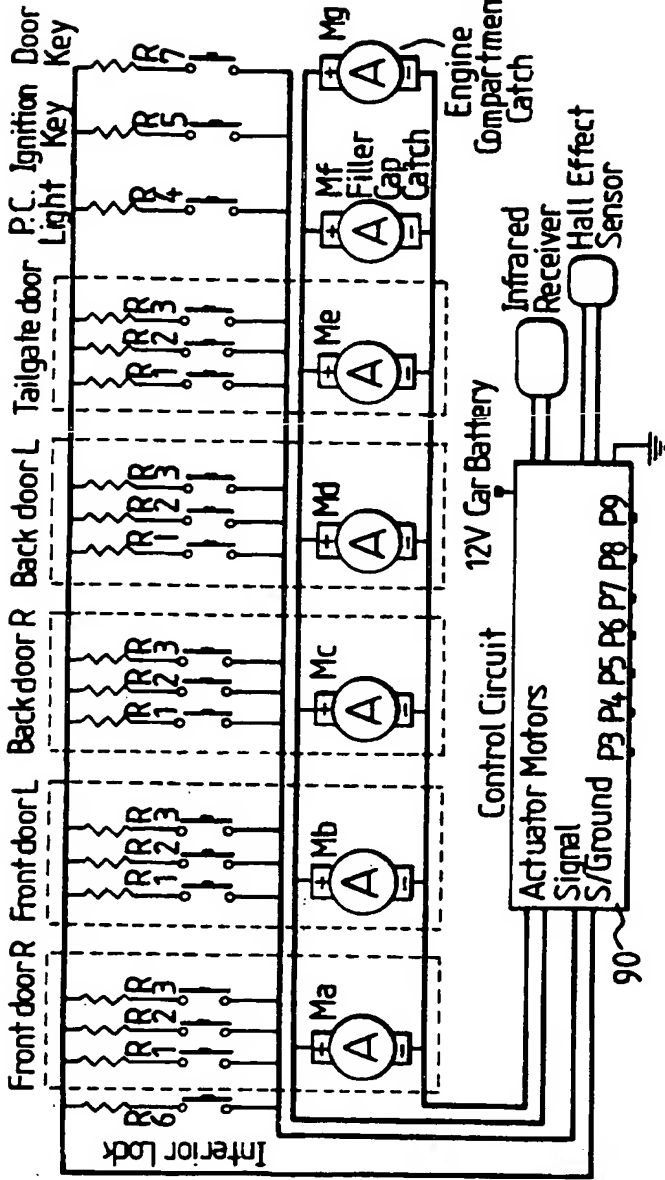 Interior Lock
Front door R
Front door L
Back door R
Back door L
Tailgate door
P.C. Light
Ignition Key
Door Key
R6
R1 R2 R3
R1 R2 R3
R1 R2 R3
R1 R2 R3
R1 R2 R3
R4
R5
R7
+ Ma
A
-
+ Mb
A
-
+ Mc
A
-
+ Md
A
-
+ Me
A
-
+ Mf
A
-
Filler
Cap
Catch
+ Mg
A
-
Engine
Compartment
Catch
Control Circuit
12V Car Battery
Actuator Motors
Signal
S/Ground
P3 P4 P5 P6 P7 P8 P9
90
Infrared
Receiver
Hall Effect
Sensor